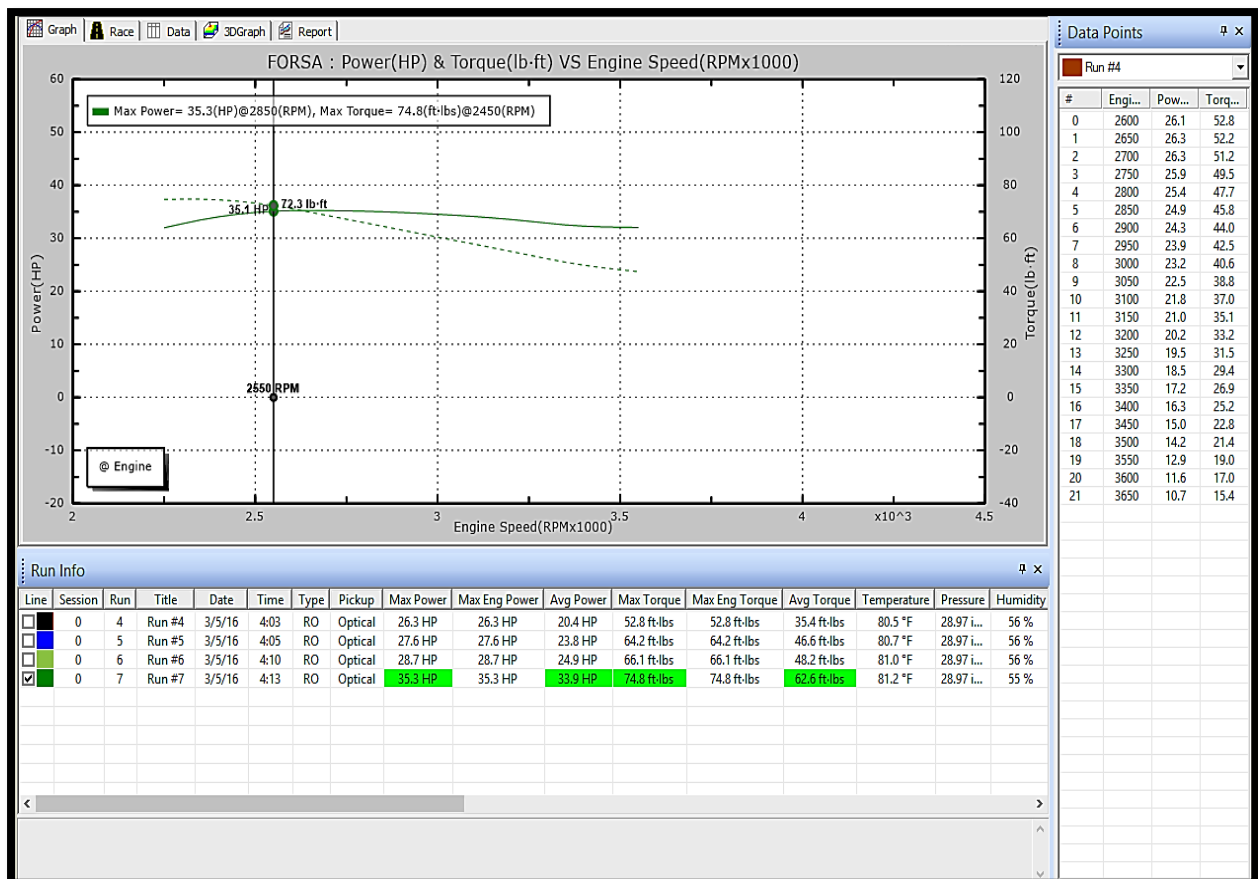 Graph Race Data 3DGraph Report
FORSA : Power(HP) & Torque(lb·ft) VS Engine Speed(RPMx1000)
Max Power= 35.3(HP)@2850(RPM), Max Torque= 74.8(ft·lbs)@2450(RPM)
60
50
40
30
20
10
0
-10
-20
Power(HP)
35.1 HP
72.3 lb·ft
2550 RPM
@ Engine
120
100
80
60
40
20
0
-20
-40
Torque(lb·ft)
2 2.5 3 3.5 4 x10^3 4.5
Engine Speed(RPMx1000)
Data Points
Run #4
# Engi... Pow... Torq...
0 2600 26.1 52.8
1 2650 26.3 52.2
2 2700 26.3 51.2
3 2750 25.9 49.5
4 2800 25.4 47.7
5 2850 24.9 45.8
6 2900 24.3 44.0
7 2950 23.9 42.5
8 3000 23.2 40.6
9 3050 22.5 38.8
10 3100 21.8 37.0
11 3150 21.0 35.1
12 3200 20.2 33.2
13 3250 19.5 31.5
14 3300 18.5 29.4
15 3350 17.2 26.9
16 3400 16.3 25.2
17 3450 15.0 22.8
18 3500 14.2 21.4
19 3550 12.9 19.0
20 3600 11.6 17.0
21 3650 10.7 15.4
Run Info
Line Session Run Title Date Time Type Pickup Max Power Max Eng Power Avg Power Max Torque Max Eng Torque Avg Torque Temperature Pressure Humidity
0 4 Run #4 3/5/16 4:03 RO Optical 26.3 HP 26.3 HP 20.4 HP 52.8 ft·lbs 52.8 ft·lbs 35.4 ft·lbs 80.5 °F 28.97 i... 56 %
0 5 Run #5 3/5/16 4:05 RO Optical 27.6 HP 27.6 HP 23.8 HP 64.2 ft·lbs 64.2 ft·lbs 46.6 ft·lbs 80.7 °F 28.97 i... 56 %
0 6 Run #6 3/5/16 4:10 RO Optical 28.7 HP 28.7 HP 24.9 HP 66.1 ft·lbs 66.1 ft·lbs 48.2 ft·lbs 81.0 °F 28.97 i... 56 %
0 7 Run #7 3/5/16 4:13 RO Optical 35.3 HP 35.3 HP 33.9 HP 74.8 ft·lbs 74.8 ft·lbs 62.6 ft·lbs 81.2 °F 28.97 i... 55 %